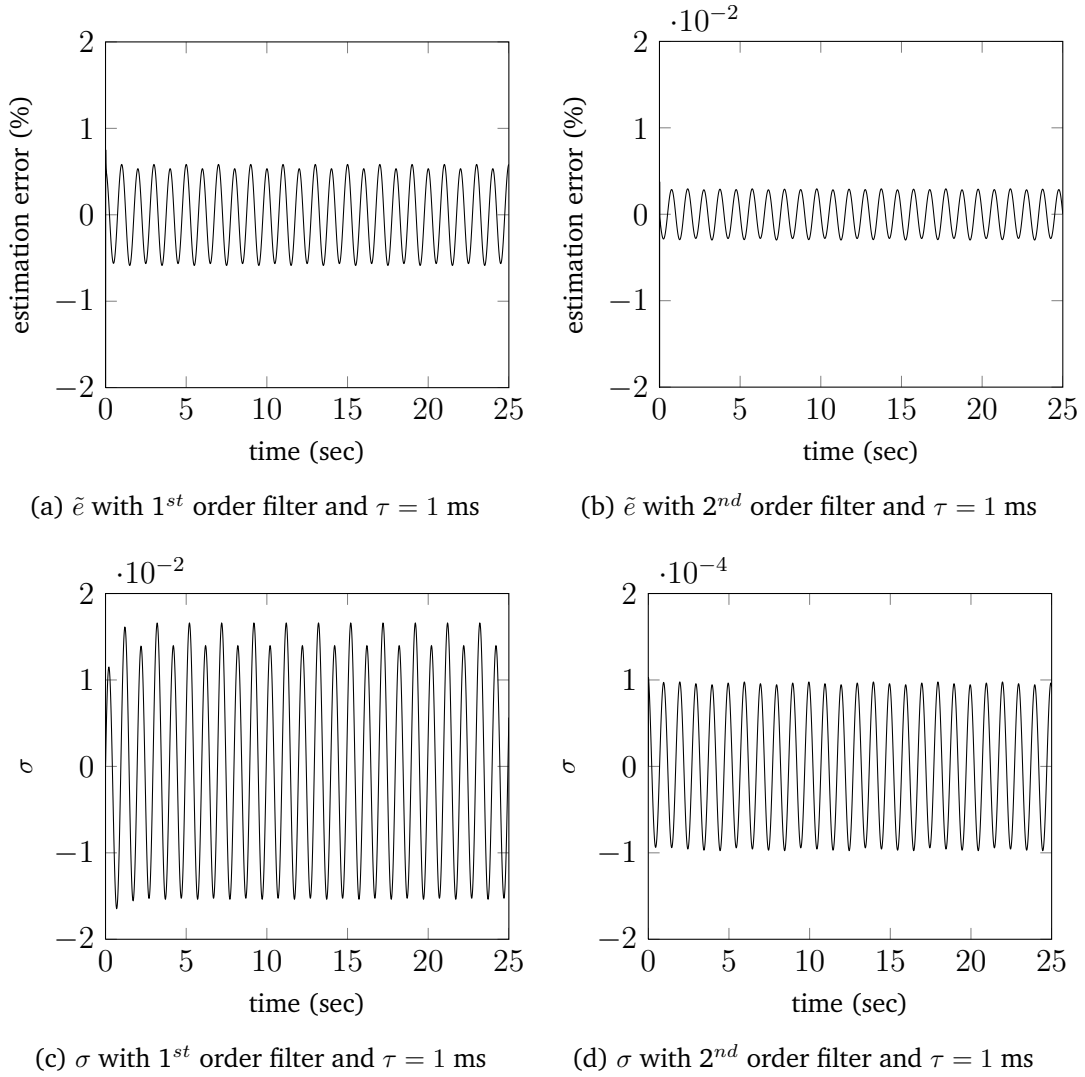 2
1
0
−1
−2
0 5 10 15 20 25
estimation error (%)
time (sec)
(a) ẽ with 1st order filter and τ = 1 ms
·10−2
2
1
0
−1
−2
0 5 10 15 20 25
estimation error (%)
time (sec)
(b) ẽ with 2nd order filter and τ = 1 ms
·10−2
2
1
0
−1
−2
0 5 10 15 20 25
σ
time (sec)
(c) σ with 1st order filter and τ = 1 ms
·10−4
2
1
0
−1
−2
0 5 10 15 20 25
σ
time (sec)
(d) σ with 2nd order filter and τ = 1 ms